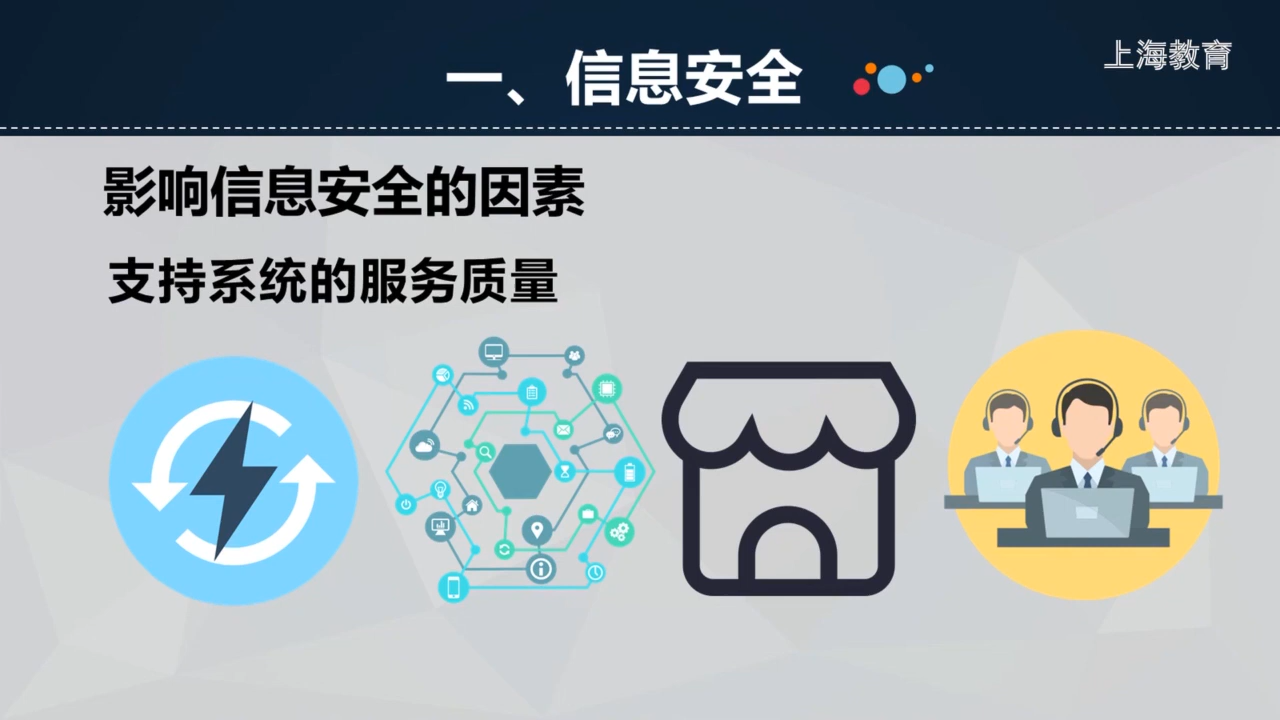 一、信息安全
上海教育
影响信息安全的因素
支持系统的服务质量